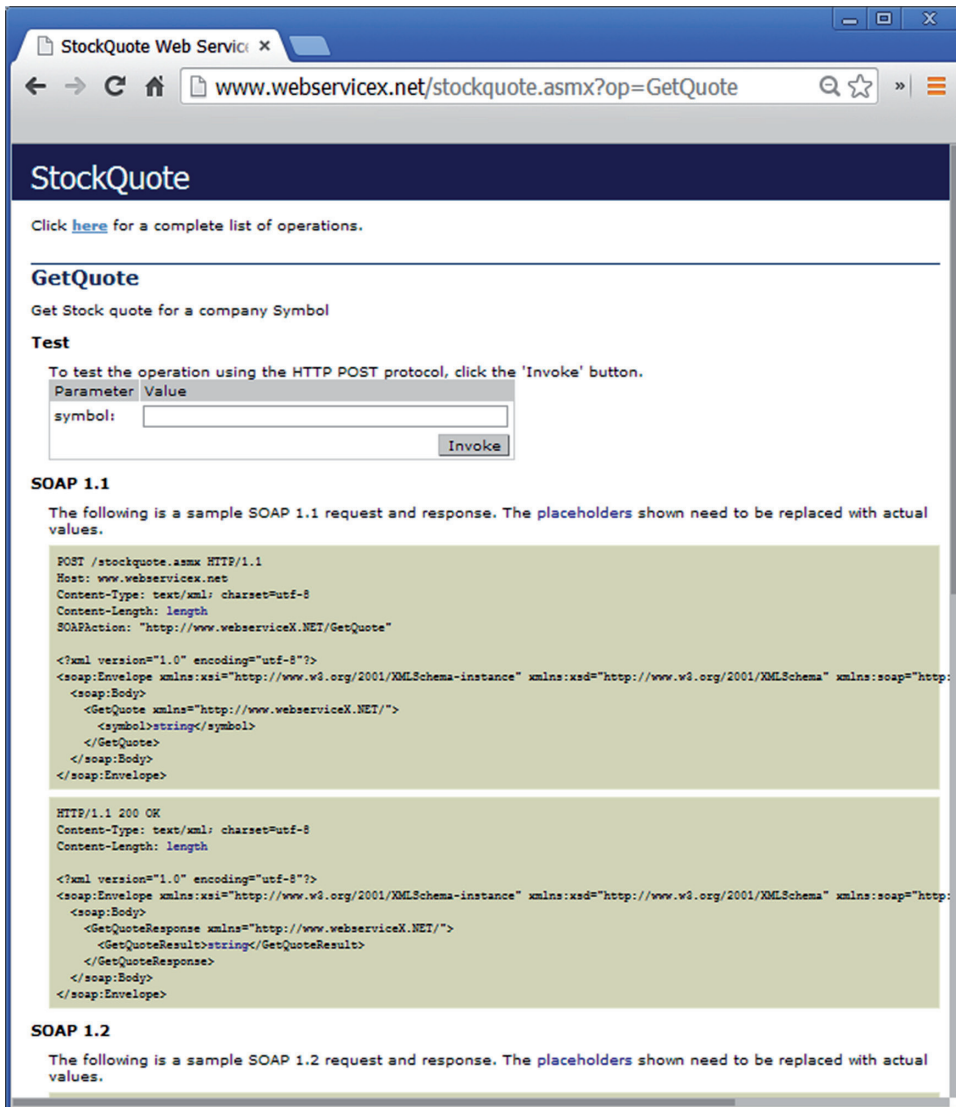 StockQuote Web Servic
www.webservicex.net/stockquote.asmx?op=GetQuote
StockQuote
Click here for a complete list of operations.
GetQuote
Get Stock quote for a company Symbol
Test
To test the operation using the HTTP POST protocol, click the 'Invoke' button.
Parameter Value
symbol:
Invoke
SOAP 1.1
The following is a sample SOAP 1.1 request and response. The placeholders shown need to be replaced with actual
values.
POST /stockquote.asmx HTTP/1.1
Host: www.webservicex.net
Content-Type: text/xml; charset=utf-8
Content-Length: length
SOAPAction: "http://www.webserviceX.NET/GetQuote"
<?xml version="1.0" encoding="utf-8"?>
<soap:Envelope xmlns:xsi="http://www.w3.org/2001/XMLSchema-instance" xmlns:xsd="http://www.w3.org/2001/XMLSchema" xmlns:soap="http:
<soap:Body>
<GetQuote xmlns="http://www.webserviceX.NET/">
<symbol>string</symbol>
</GetQuote>
</soap:Body>
</soap:Envelope>
HTTP/1.1 200 OK
Content-Type: text/xml; charset=utf-8
Content-Length: length
<?xml version="1.0" encoding="utf-8"?>
<soap:Envelope xmlns:xsi="http://www.w3.org/2001/XMLSchema-instance" xmlns:xsd="http://www.w3.org/2001/XMLSchema" xmlns:soap="http:
<soap:Body>
<GetQuoteResponse xmlns="http://www.webserviceX.NET/">
<GetQuoteResult>string</GetQuoteResult>
</GetQuoteResponse>
</soap:Body>
</soap:Envelope>
SOAP 1.2
The following is a sample SOAP 1.2 request and response. The placeholders shown need to be replaced with actual
values.